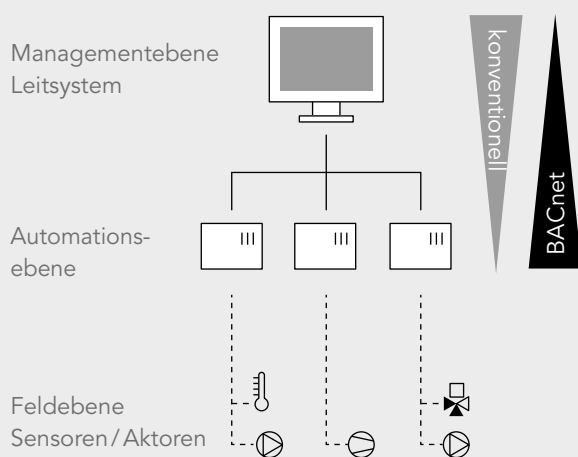 Managementebene
Leitsystem
konventionell
BACnet
Automations-
ebene
Feldebene
Sensoren / Aktoren